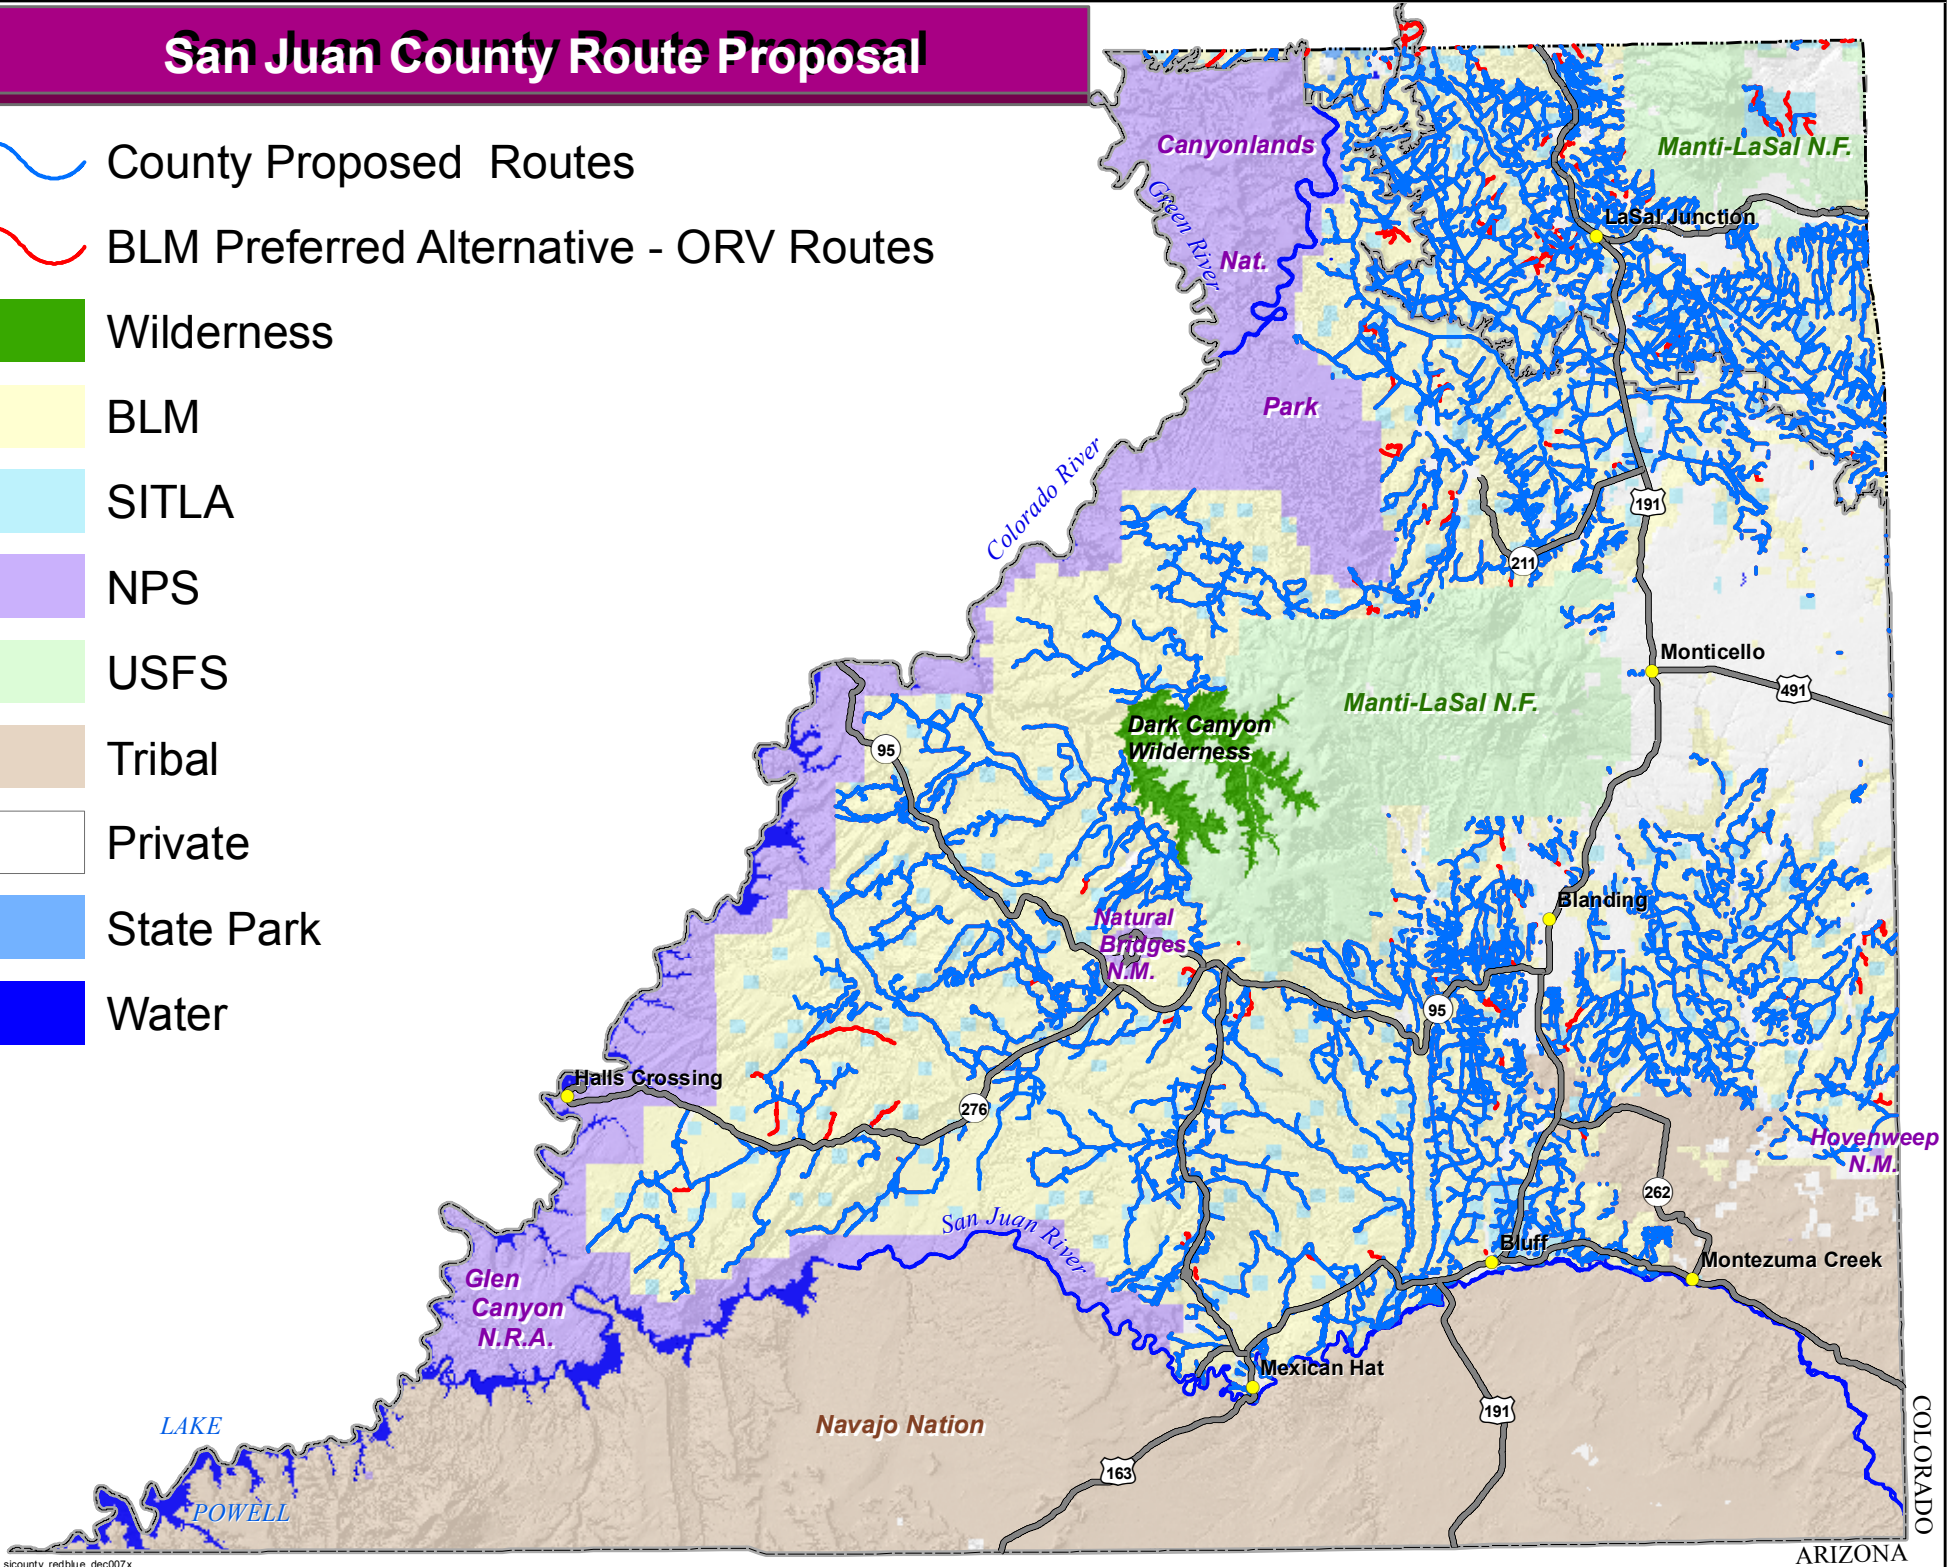 San Juan County Route Proposal
County Proposed Routes
BLM Preferred Alternative - ORV Routes
Wilderness
BLM
SITLA
NPS
USFS
Tribal
Private
State Park
Water
Canyonlands
Nat.
Park
Green River
Colorado River
Manti-LaSal N.F.
LaSal Junction
191
211
Monticello
491
Manti-LaSal N.F.
Dark Canyon
Wilderness
95
Blanding
Natural
Bridges
N.M.
95
Halls Crossing
276
Hovenweep
N.M.
262
San Juan River
Bluff
Montezuma Creek
Glen
Canyon
N.R.A.
Mexican Hat
Navajo Nation
191
163
LAKE
POWELL
COLORADO
ARIZONA
sjcounty_redblue_dec007x